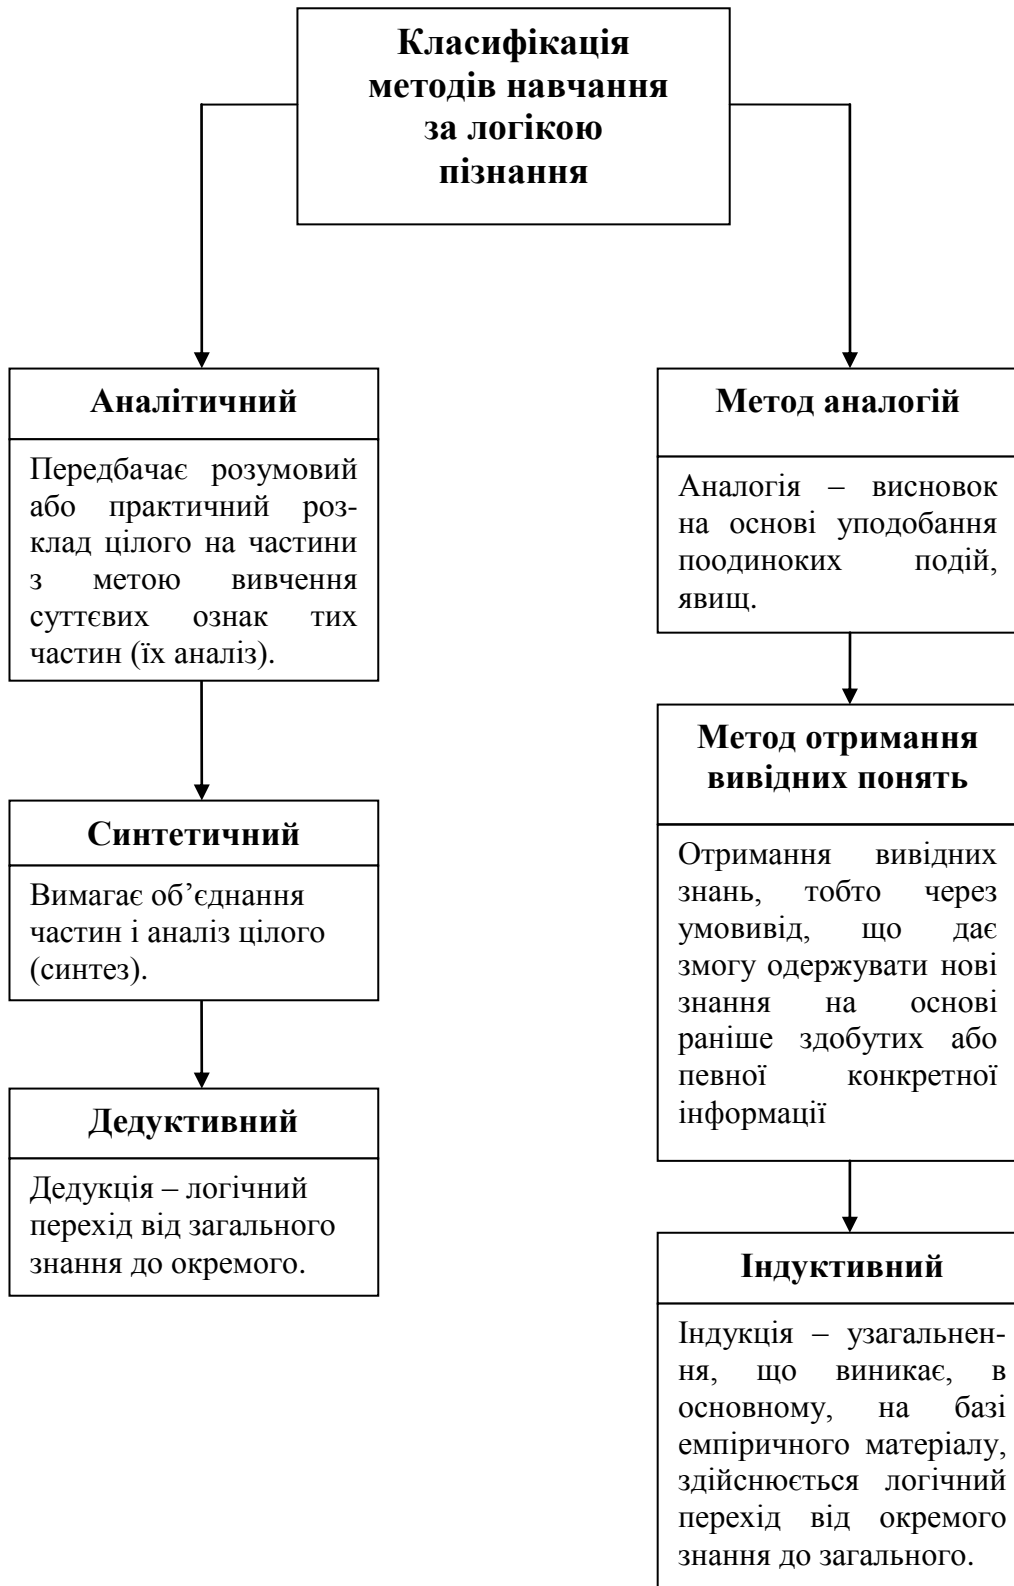 Класифікація
методів навчання
за логікою
пізнання
Аналітичний
Передбачає розумовий
або практичний роз-
клад цілого на частини
з метою вивчення
суттєвих ознак тих
частин (їх аналіз).
Синтетичний
Вимагає об’єднання
частин і аналіз цілого
(синтез).
Дедуктивний
Дедукція – логічний
перехід від загального
знання до окремого.
Метод аналогій
Аналогія – висновок
на основі уподобання
поодиноких подій,
явищ.
Метод отримання
вивідних понять
Отримання вивідних
знань, тобто через
умовивід, що дає
змогу одержувати нові
знання на основі
раніше здобутих або
певної конкретної
інформації
Індуктивний
Індукція – узагальнен-
ня, що виникає, в
основному, на базі
емпіричного матеріалу,
здійснюється логічний
перехід від окремого
знання до загального.